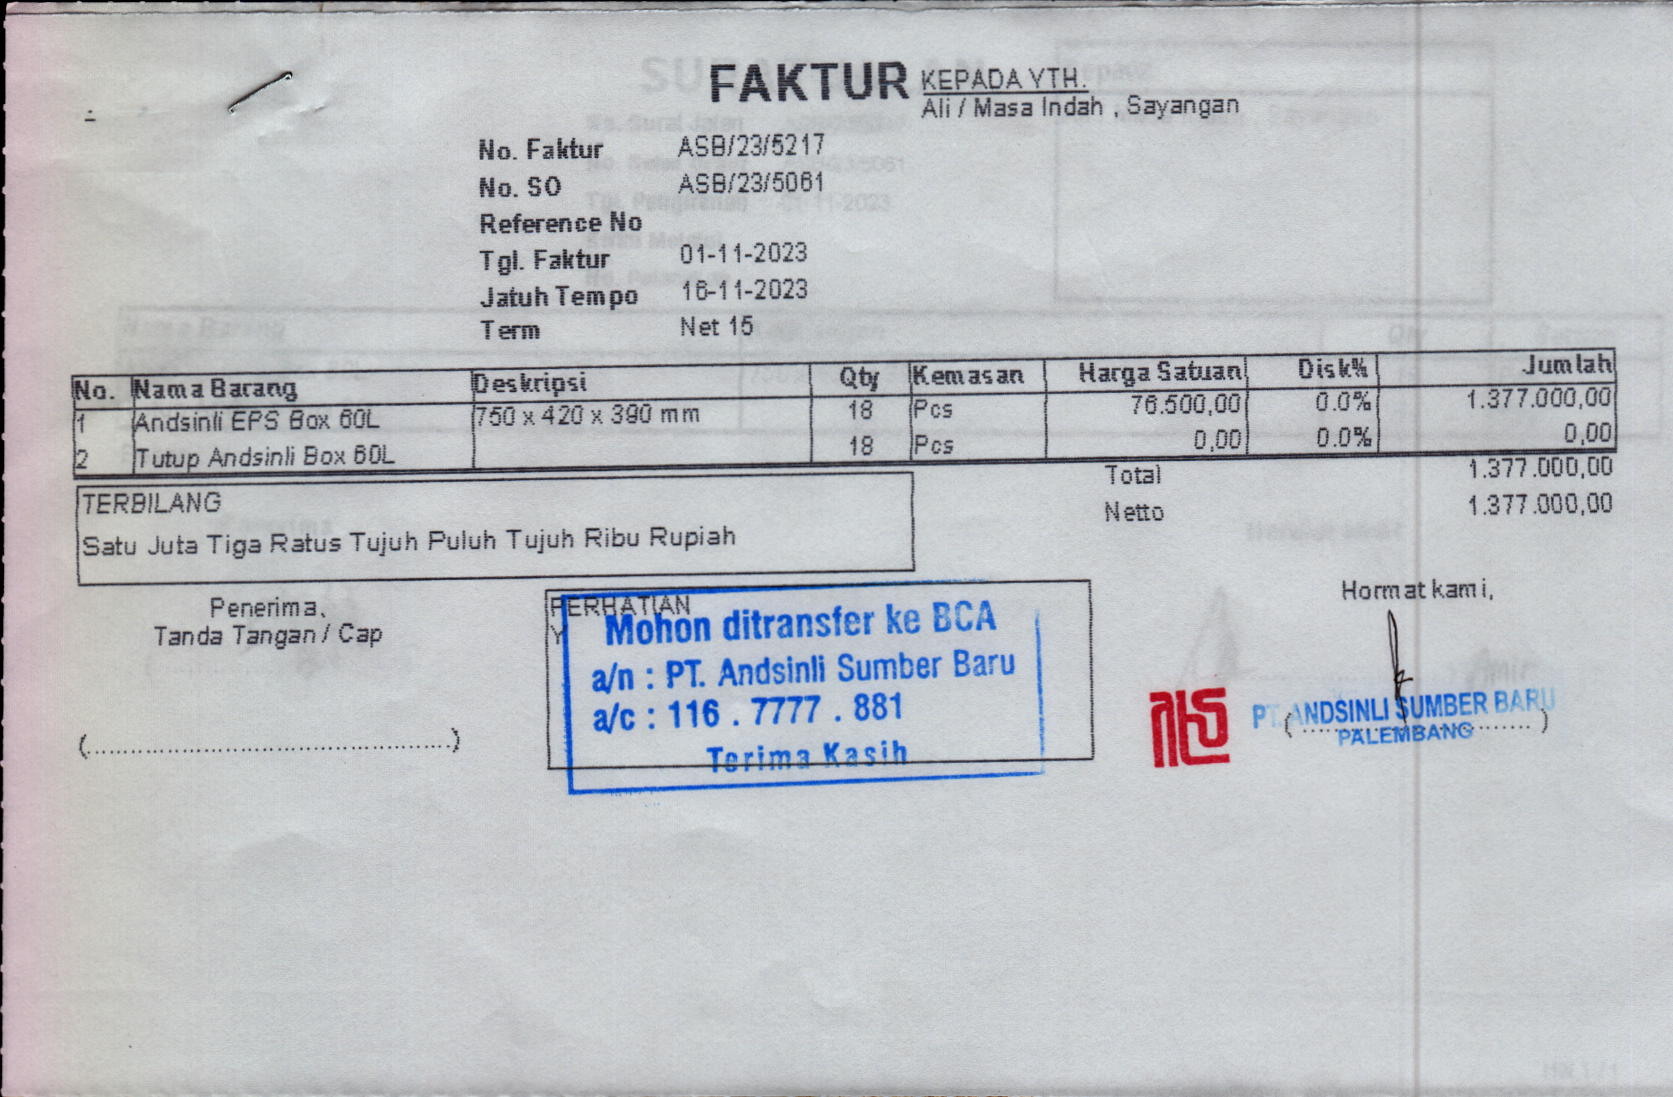 FAKTUR
KEPADA YTH.
Ali / Masa Indah , Sayangan
No. Faktur ASB/23/5217
No. SO ASB/23/5061
Reference No
Tgl. Faktur 01-11-2023
Jatuh Tempo 16-11-2023
Term Net 15
No. Nama Barang Deskripsi Qty Kemasan Harga Satuan Disk% Jumlah
1 Andsinli EPS Box 60L 750 x 420 x 390 mm 18 Pcs 76.500,00 0.0% 1.377.000,00
2 Tutup Andsinli Box 60L 18 Pcs 0,00 0.0% 0,00
Total 1.377.000,00
Netto 1.377.000,00
TERBILANG
Satu Juta Tiga Ratus Tujuh Puluh Tujuh Ribu Rupiah
Penerima,
Tanda Tangan / Cap
(..................................................)
PERHATIAN
Mohon ditransfer ke BCA
a/n : PT. Andsinli Sumber Baru
a/c : 116 . 7777 . 881
Terima Kasih
Hormat kami,
PT. ANDSINLI SUMBER BARU
PALEMBANG